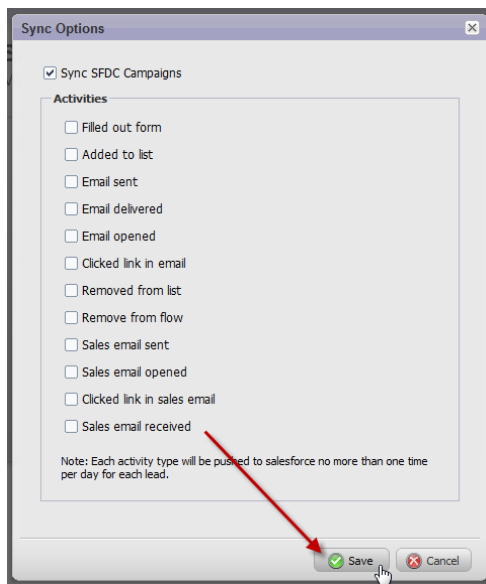 Sync Options
Sync SFDC Campaigns
Activities
Filled out form
Added to list
Email sent
Email delivered
Email opened
Clicked link in email
Removed from list
Remove from flow
Sales email sent
Sales email opened
Clicked link in sales email
Sales email received
Note: Each activity type will be pushed to salesforce no more than one time
per day for each lead.
Save
Cancel